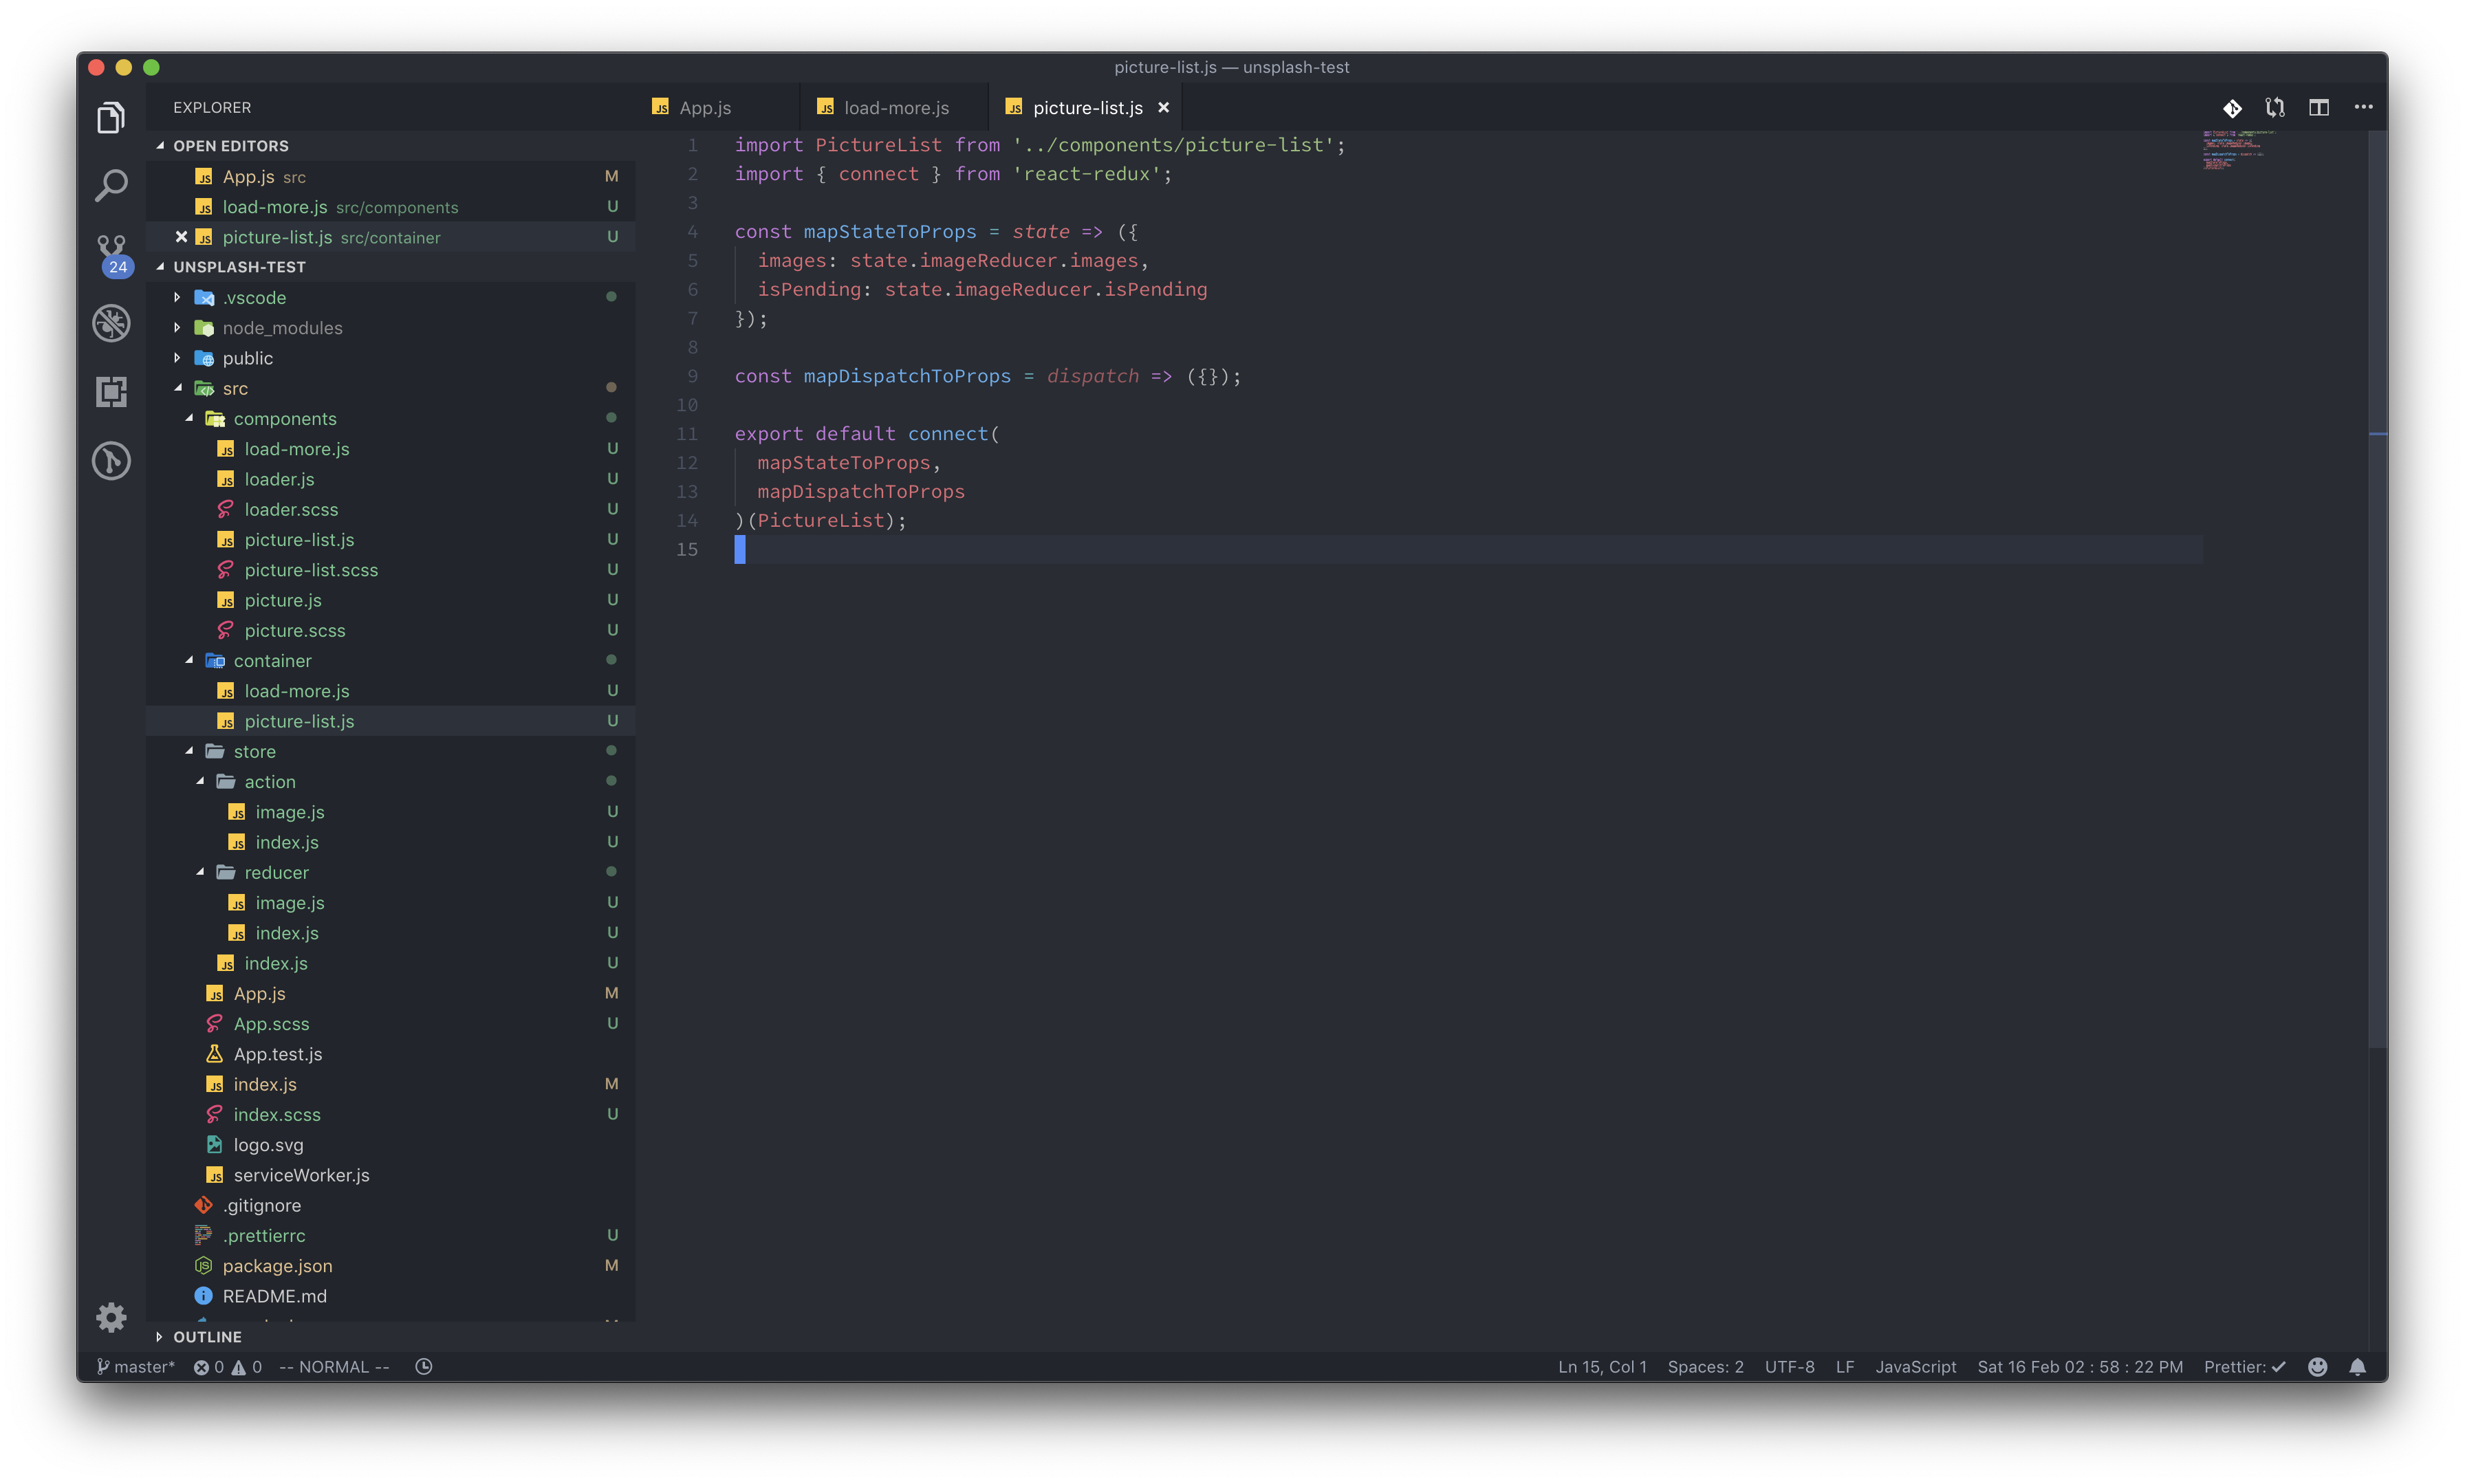 picture-list.js — unsplash-test
EXPLORER
OPEN EDITORS
App.js src M
load-more.js src/components U
picture-list.js src/container U
UNSPLASH-TEST
.vscode
node_modules
public
src
components
load-more.js U
loader.js U
loader.scss U
picture-list.js U
picture-list.scss U
picture.js U
picture.scss U
container
load-more.js U
picture-list.js U
store
action
image.js U
index.js U
reducer
image.js U
index.js U
index.js U
App.js M
App.scss U
App.test.js
index.js M
index.scss U
logo.svg
serviceWorker.js
.gitignore
.prettierrc U
package.json M
README.md
OUTLINE
24
App.js load-more.js picture-list.js
1 import PictureList from '../components/picture-list';
2 import { connect } from 'react-redux';
3
4 const mapStateToProps = state => ({
5 images: state.imageReducer.images,
6 isPending: state.imageReducer.isPending
7 });
8
9 const mapDispatchToProps = dispatch => ({});
10
11 export default connect(
12 mapStateToProps,
13 mapDispatchToProps
14 )(PictureList);
15
master* 0 0 -- NORMAL -- Ln 15, Col 1 Spaces: 2 UTF-8 LF JavaScript Sat 16 Feb 02 : 58 : 22 PM Prettier: ✓